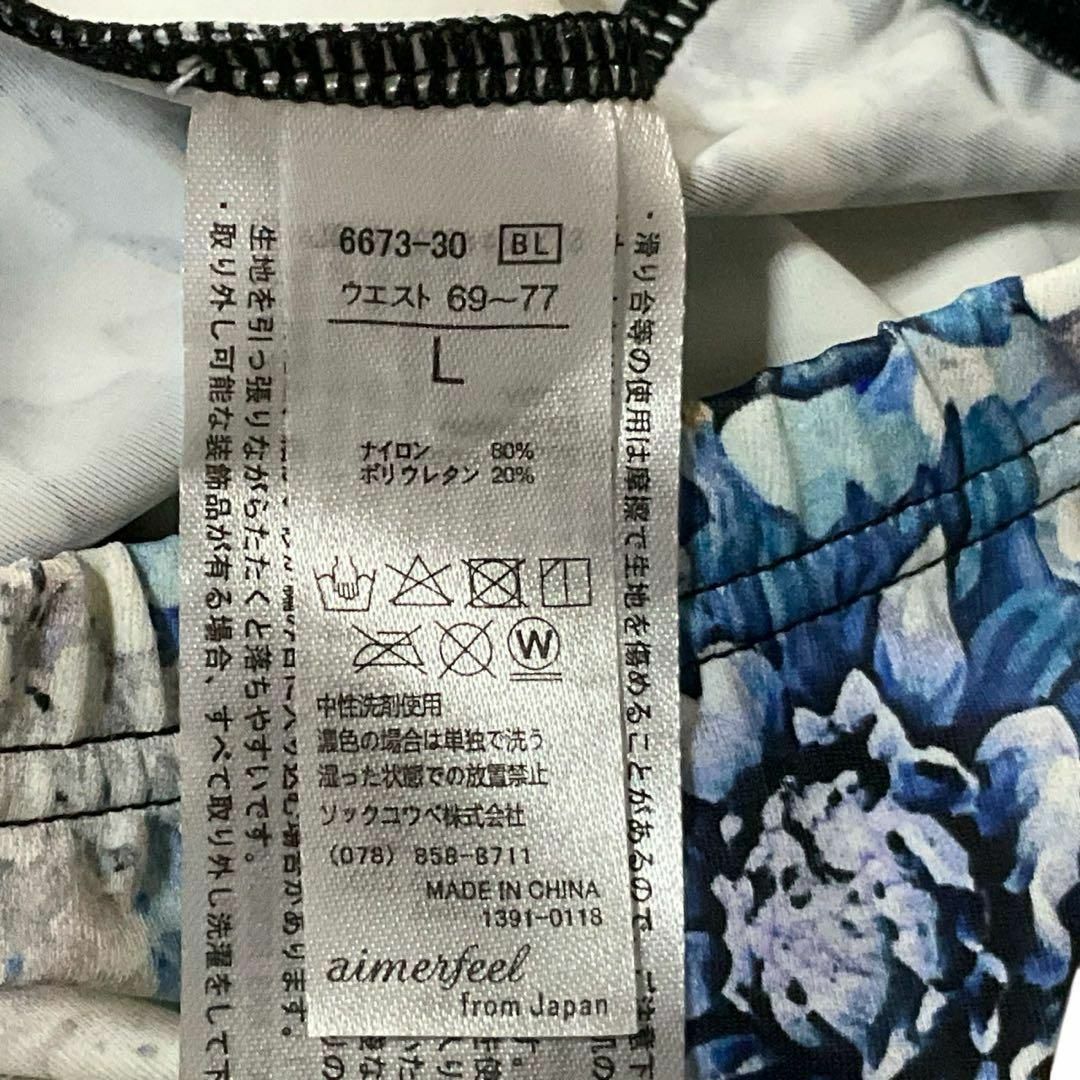 6673-30 BL
ウエスト 69～77
L
ナイロン 80%
ポリウレタン 20%
W
中性洗剤使用
濃色の場合は単独で洗う
湿った状態での放置禁止
ソックコウベ株式会社
(078) 858-8711
MADE IN CHINA
1391-0118
aimerfeel
from Japan
・滑り台等の使用は摩擦で生地を傷めることがあるので
生地を引っ張りながらたたくと落ちやすいです。
・取り外し可能な装飾品が有る場合、すべて取り外し洗濯をして下